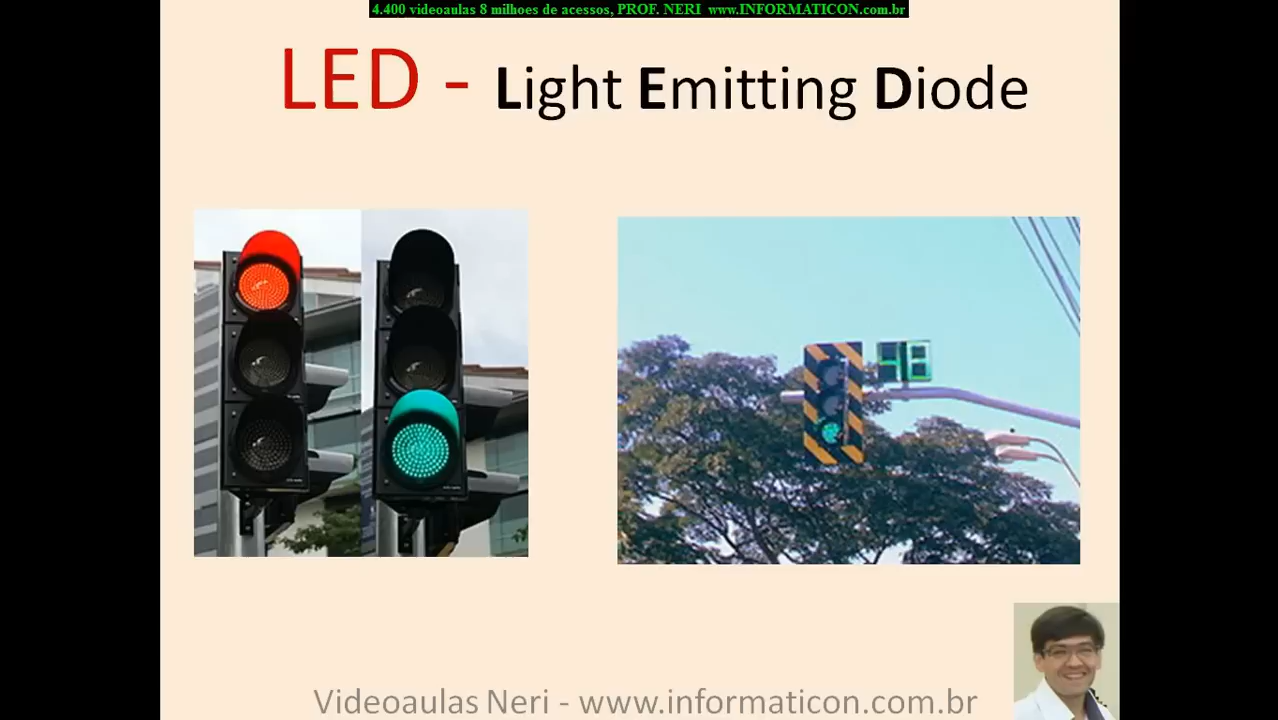 4.400 videoaulas 8 milhoes de acessos, PROF. NERI www.INFORMATICON.com.br
LED - Light Emitting Diode
48
Videoaulas Neri - www.informaticon.com.br